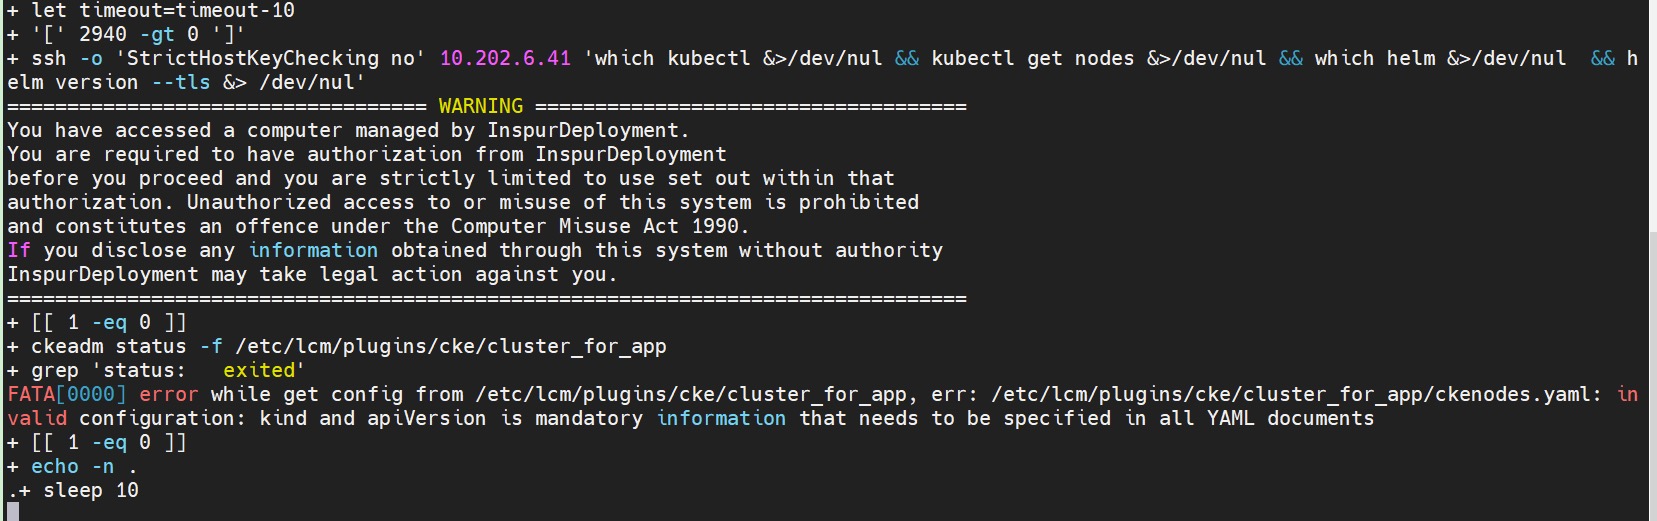 + let timeout=timeout-10
+ '[' 2940 -gt 0 ']'
+ ssh -o 'StrictHostKeyChecking no' 10.202.6.41 'which kubectl &>/dev/nul && kubectl get nodes &>/dev/nul && which helm &>/dev/nul  && h
elm version --tls &> /dev/nul'
=================================== WARNING ====================================
You have accessed a computer managed by InspurDeployment.
You are required to have authorization from InspurDeployment
before you proceed and you are strictly limited to use set out within that
authorization. Unauthorized access to or misuse of this system is prohibited
and constitutes an offence under the Computer Misuse Act 1990.
If you disclose any information obtained through this system without authority
InspurDeployment may take legal action against you.
================================================================================
+ [[ 1 -eq 0 ]]
+ ckeadm status -f /etc/lcm/plugins/cke/cluster_for_app
+ grep 'status:   exited'
FATA[0000] error while get config from /etc/lcm/plugins/cke/cluster_for_app, err: /etc/lcm/plugins/cke/cluster_for_app/ckenodes.yaml: in
valid configuration: kind and apiVersion is mandatory information that needs to be specified in all YAML documents
+ [[ 1 -eq 0 ]]
+ echo -n .
.+ sleep 10